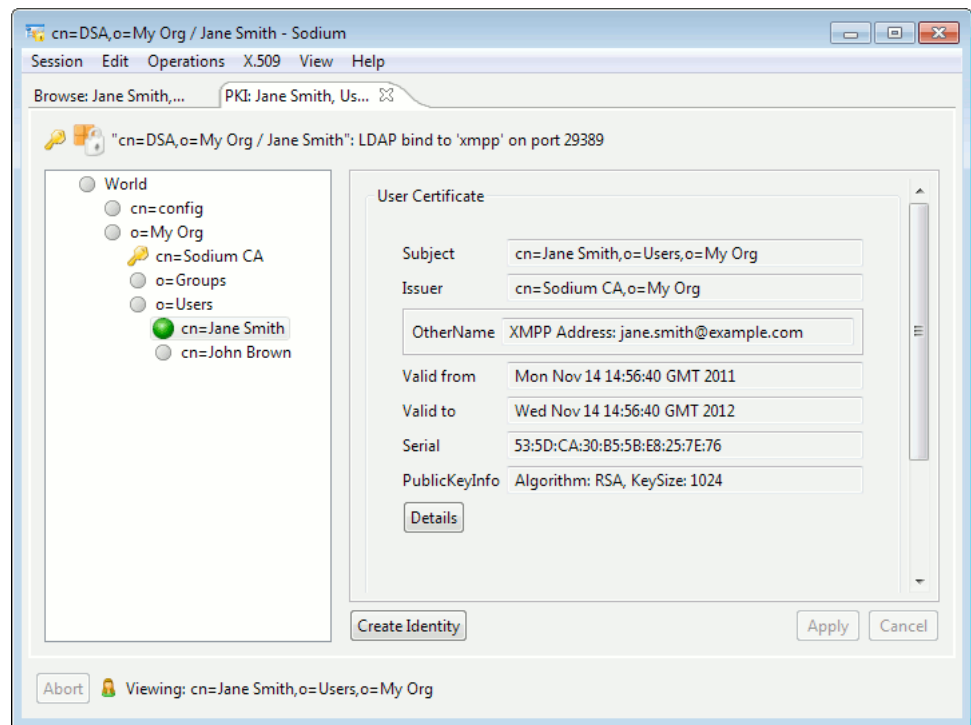 cn=DSA,o=My Org / Jane Smith - Sodium
Session Edit Operations X.509 View Help
Browse: Jane Smith,... PKI: Jane Smith, Us...
"cn=DSA,o=My Org / Jane Smith": LDAP bind to 'xmpp' on port 29389
World
cn=config
o=My Org
cn=Sodium CA
o=Groups
o=Users
cn=Jane Smith
cn=John Brown
User Certificate
Subject cn=Jane Smith,o=Users,o=My Org
Issuer cn=Sodium CA,o=My Org
OtherName XMPP Address: jane.smith@example.com
Valid from Mon Nov 14 14:56:40 GMT 2011
Valid to Wed Nov 14 14:56:40 GMT 2012
Serial 53:5D:CA:30:B5:5B:E8:25:7E:76
PublicKeyInfo Algorithm: RSA, KeySize: 1024
Details
Create Identity Apply Cancel
Abort Viewing: cn=Jane Smith,o=Users,o=My Org